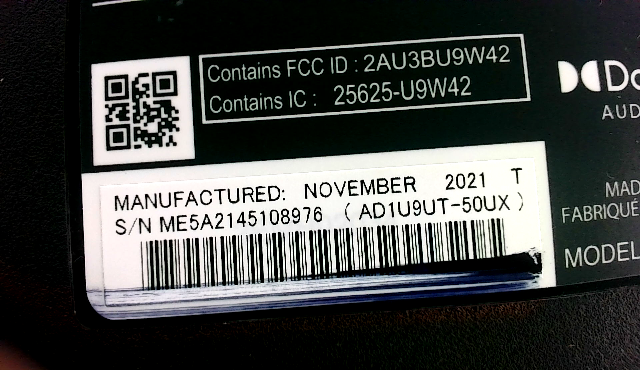 Contains FCC ID : 2AU3BU9W42
Contains IC : 25625-U9W42
AUD
MANUFACTURED: NOVEMBER 2021 T
S/N ME5A2145108976 ( AD1U9UT-50UX )
MAD
FABRIQUÉ
MODEL